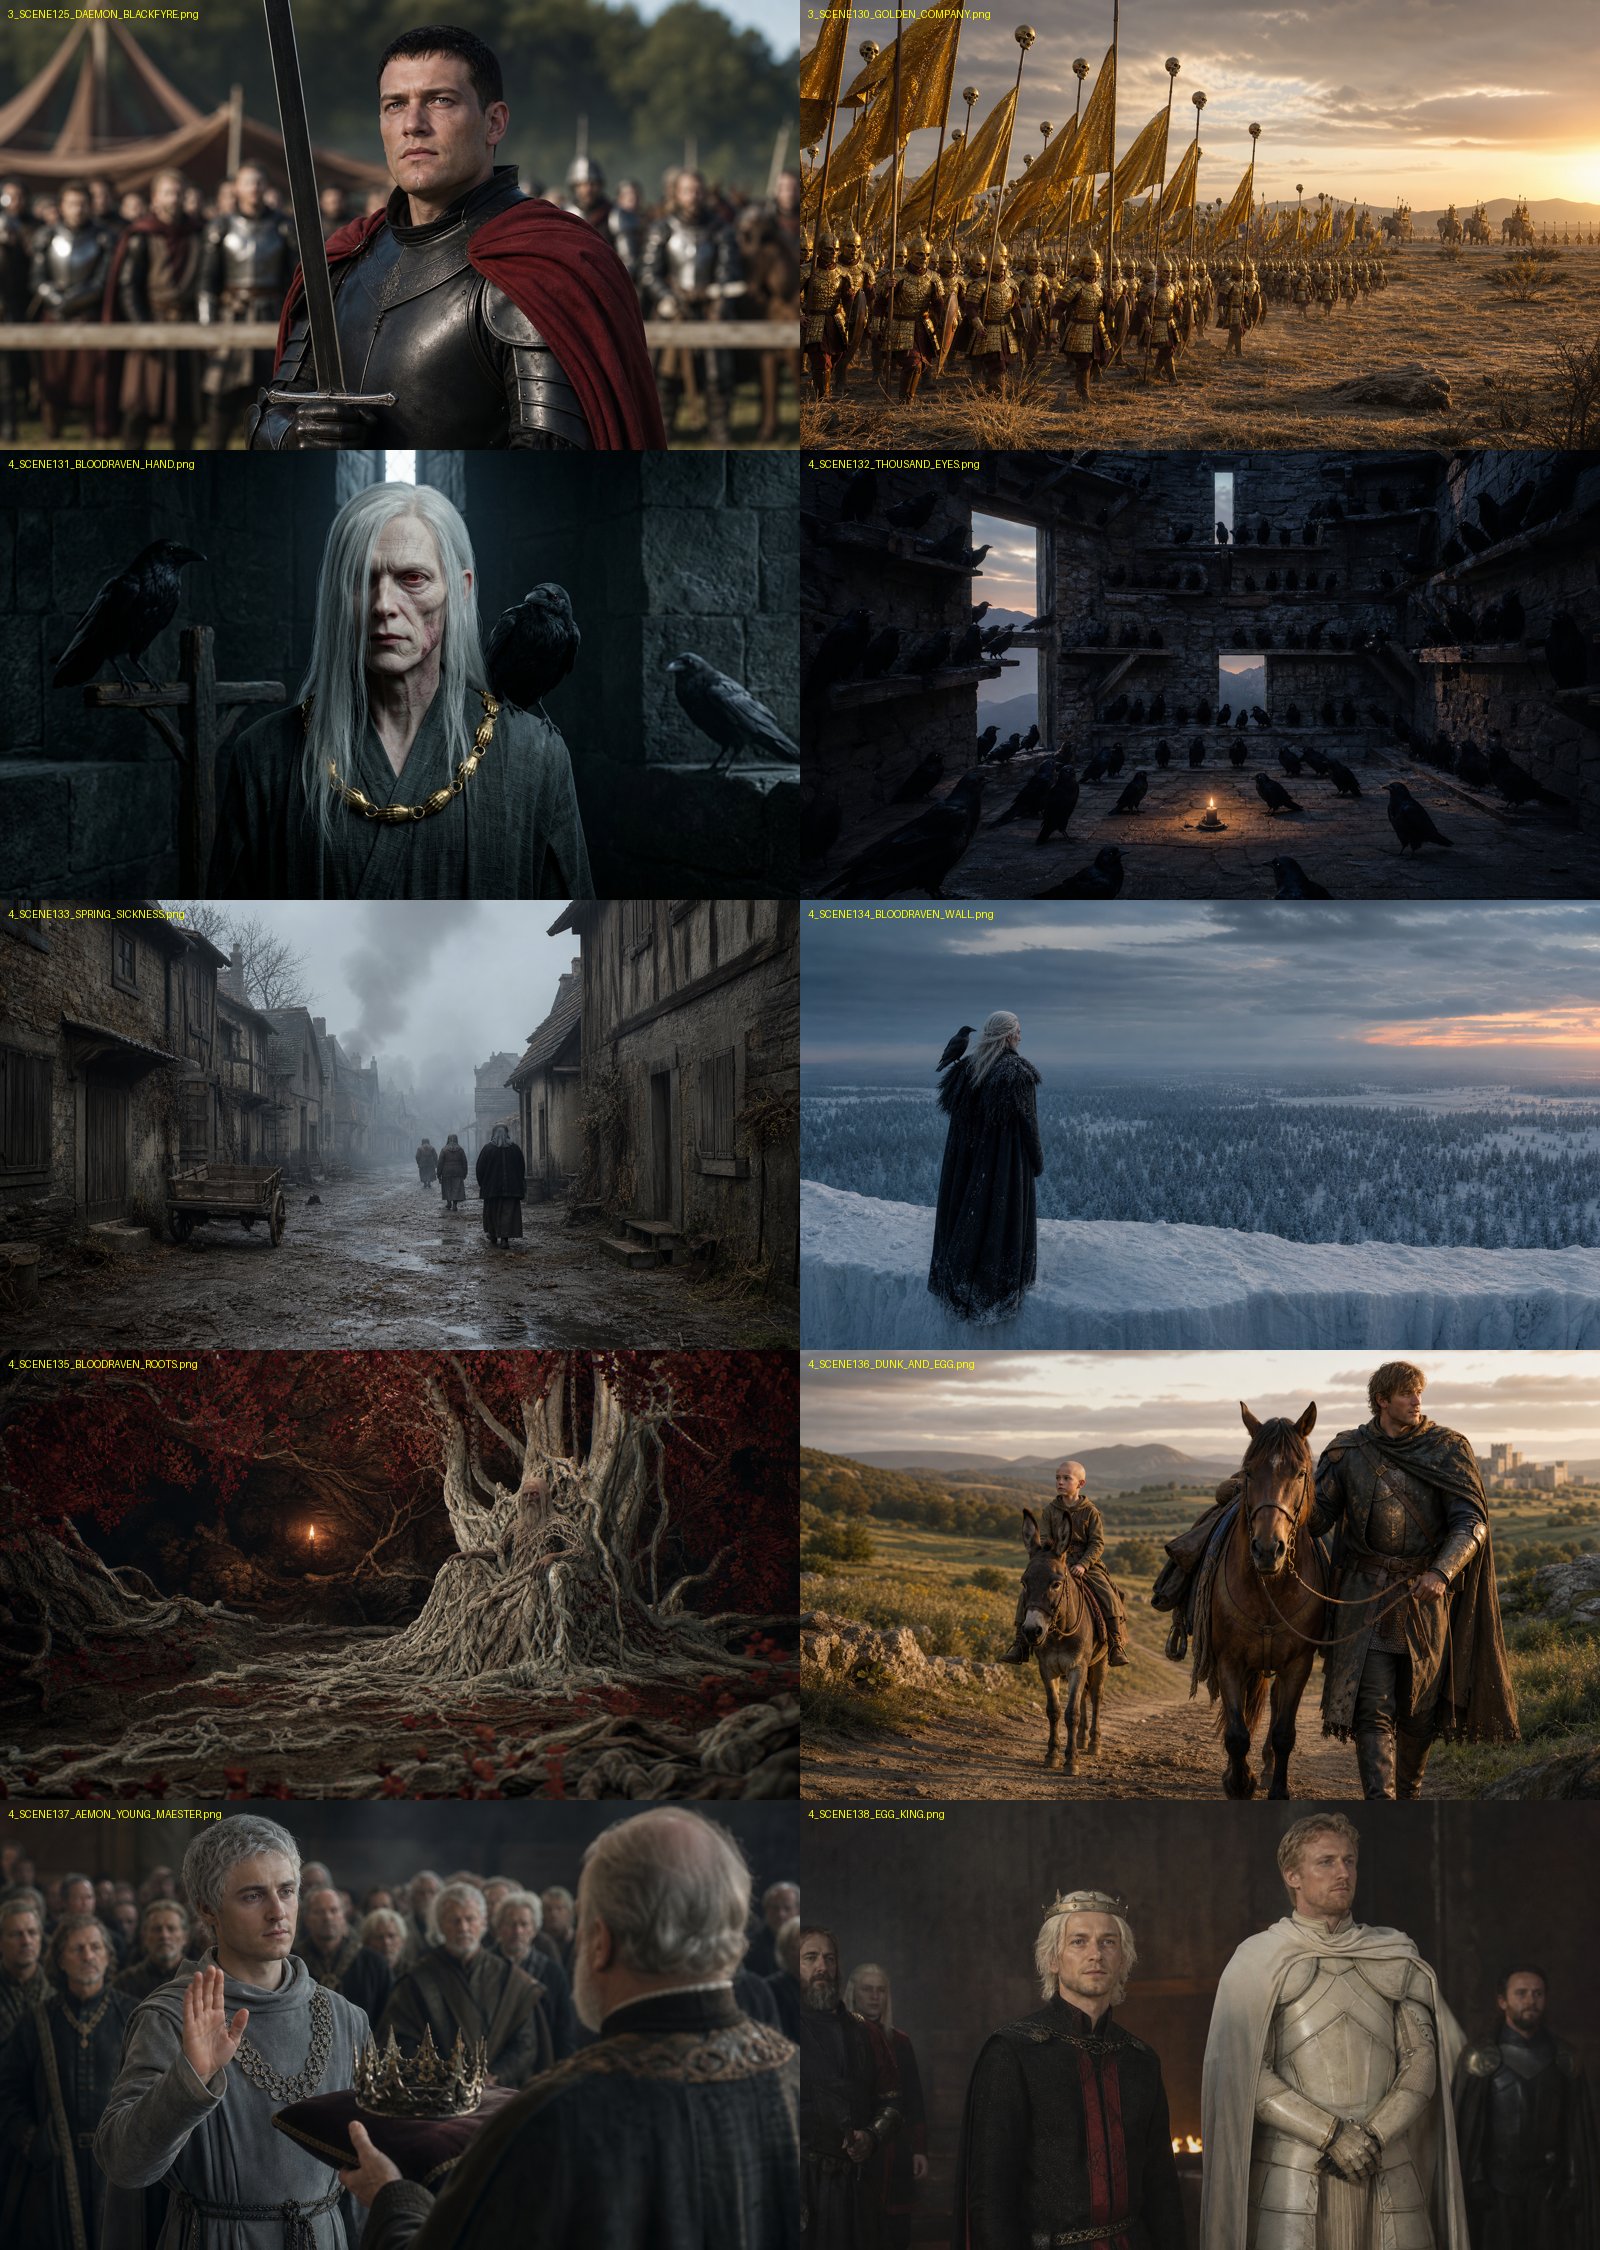 3_SCENE125_DAEMON_BLACKFYRE.png
3_SCENE130_GOLDEN_COMPANY.png
4_SCENE131_BLOODRAVEN_HAND.png
4_SCENE132_THOUSAND_EYES.png
4_SCENE133_SPRING_SICKNESS.png
4_SCENE134_BLOODRAVEN_WALL.png
4_SCENE135_BLOODRAVEN_ROOTS.png
4_SCENE136_DUNK_AND_EGG.png
4_SCENE137_AEMON_YOUNG_MAESTER.png
4_SCENE138_EGG_KING.png